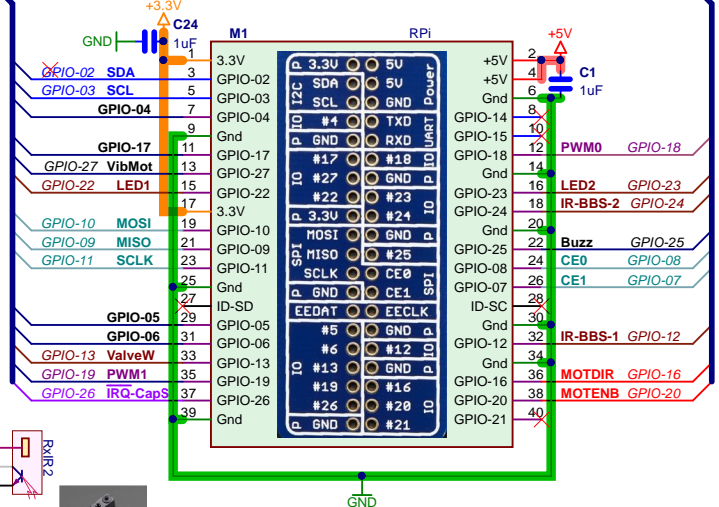 +3.3V
C24
M1
RPi
+5V
GND
1uF
1
3.3V
+5V
2
GPIO-02 SDA
3
GPIO-02
+5V
4
C1
GPIO-03 SCL
5
GPIO-03
Gnd
6
1uF
GPIO-04
7
GPIO-04
GPIO-14
8
9
Gnd
GPIO-15
10
GPIO-17
11
GPIO-17
GPIO-18
12
PWM0 GPIO-18
GPIO-27 VibMot
13
GPIO-27
Gnd
14
GPIO-22 LED1
15
GPIO-22
GPIO-23
16
LED2 GPIO-23
17
3.3V
GPIO-24
18
IR-BBS-2 GPIO-24
GPIO-10 MOSI
19
GPIO-10
Gnd
20
GPIO-09 MISO
21
GPIO-09
GPIO-25
22
Buzz GPIO-25
GPIO-11 SCLK
23
GPIO-11
GPIO-08
24
CE0 GPIO-08
25
Gnd
GPIO-07
26
CE1 GPIO-07
27
ID-SD
ID-SC
28
GPIO-05
29
GPIO-05
Gnd
30
GPIO-06
31
GPIO-06
GPIO-12
32
IR-BBS-1 GPIO-12
GPIO-13 ValveW
33
GPIO-13
Gnd
34
GPIO-19 PWM1
35
GPIO-19
GPIO-16
36
MOTDIR GPIO-16
GPIO-26 IRQ-CapS
37
GPIO-26
GPIO-20
38
MOTENB GPIO-20
39
Gnd
GPIO-21
40
P 3.3V 5V
SDA 5V
SCL GND
I2C
Power
IO #4 TXD
P GND RXD
UART
#17 #18 IO
#27 GND P
#22 #23
IO
P 3.3V #24 IO
MOSI GND P
MISO #25
SCLK CE0
SPI
P GND CE1
SPI
EEDAT EECLK
#5 GND P
#6 #12 IO
#13 GND P
IO
#19 #16
#26 #20 IO
P GND #21
RxIR2
GND